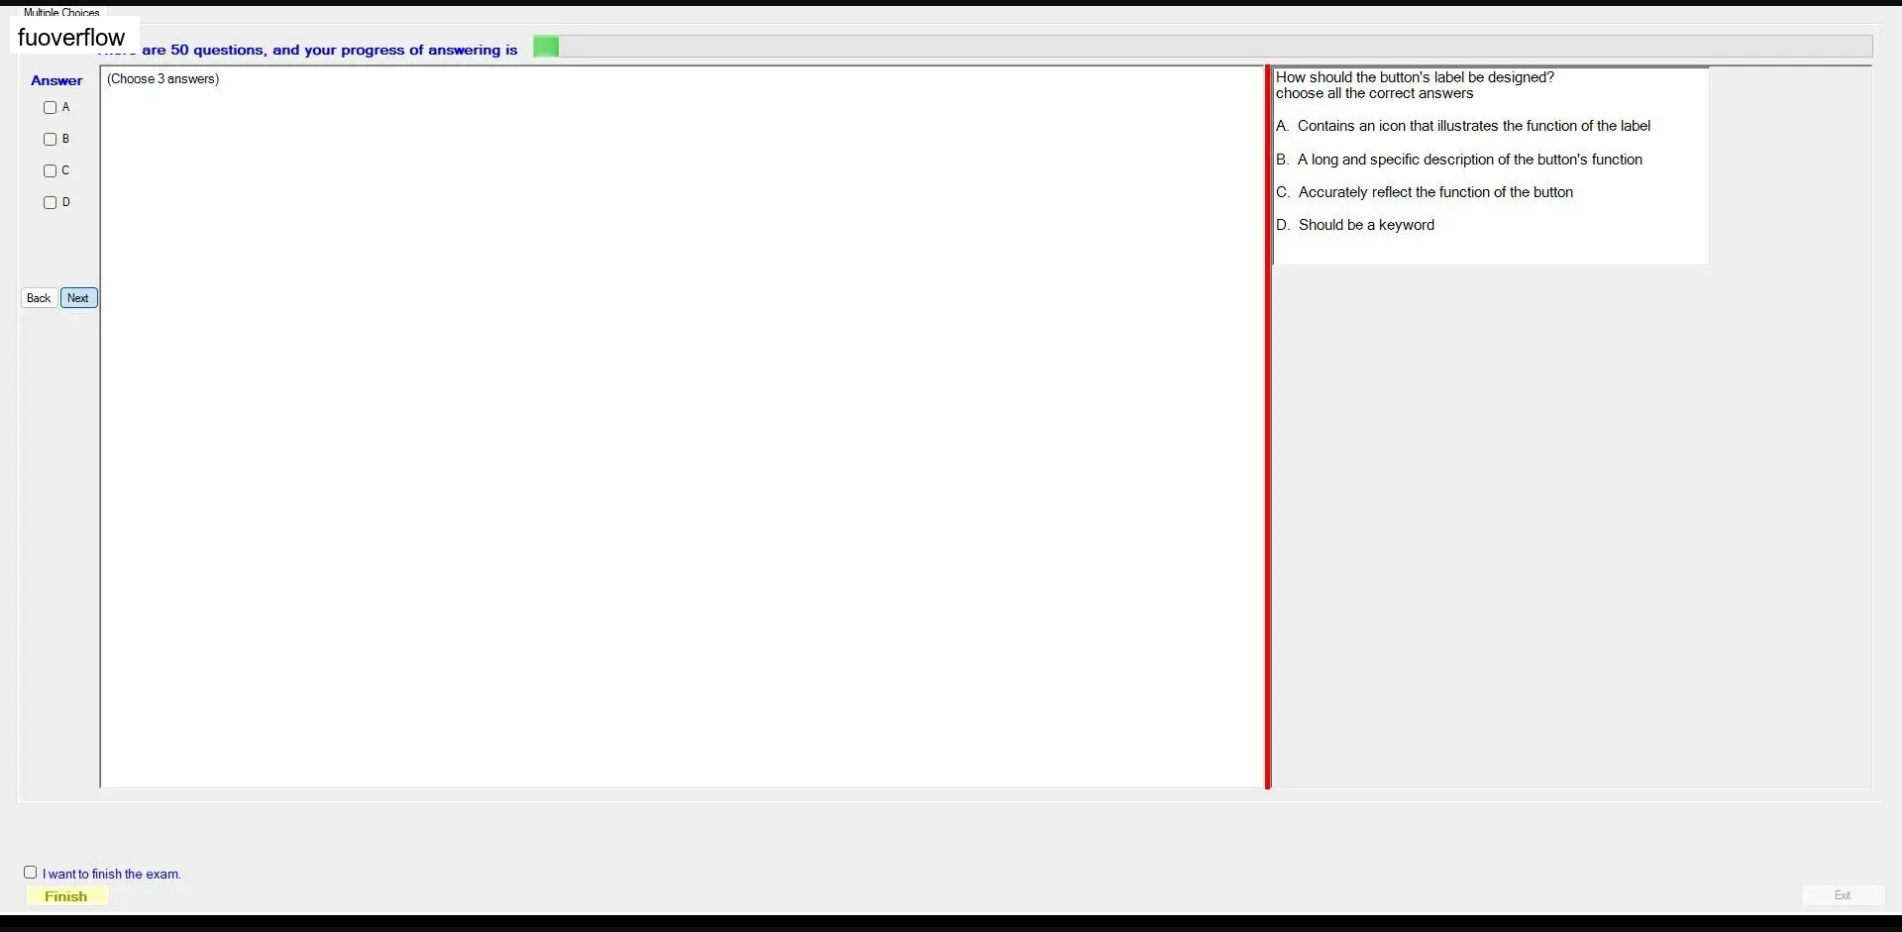 Multiple Choices
fuoverflow
are 50 questions, and your progress of answering is
Answer
(Choose 3 answers)
A
B
C
D
Back Next
How should the button's label be designed?
choose all the correct answers
A. Contains an icon that illustrates the function of the label
B. A long and specific description of the button's function
C. Accurately reflect the function of the button
D. Should be a keyword
I want to finish the exam.
Finish
Exit